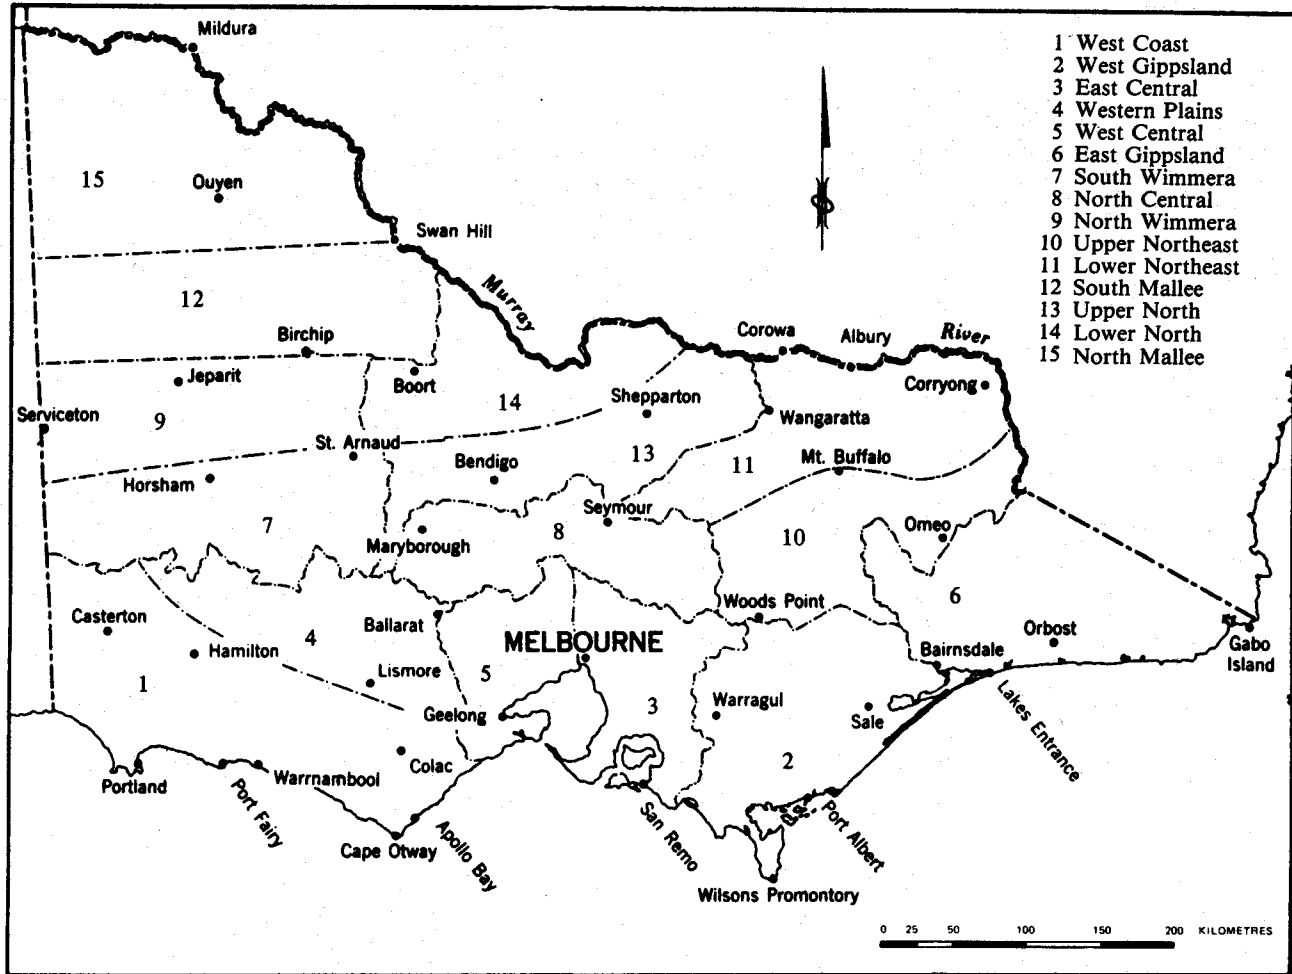 Mildura
1 West Coast
2 West Gippsland
3 East Central
4 Western Plains
5 West Central
6 East Gippsland
7 South Wimmera
8 North Central
9 North Wimmera
10 Upper Northeast
11 Lower Northeast
12 South Mallee
13 Upper North
14 Lower North
15 North Mallee
15
Ouyen
Swan Hill
12
Murray
River
Birchip
Corowa
Albury
Jeparit
Boort
Corryong
14
Shepparton
Serviceton
9
Wangaratta
St. Arnaud
Bendigo
13
11
Mt. Buffalo
Horsham
Seymour
7
Maryborough
8
10
Omeo
6
Casterton
Woods Point
4
Ballarat
Hamilton
MELBOURNE
Orbost
Bairnsdale
Gabo
Island
1
Lismore
5
3
Geelong
Warragul
Sale
Lakes Entrance
Colac
2
Portland
Port Fairy
Warrnambool
San Remo
Port Albert
Cape Otway
Apollo Bay
Wilsons Promontory
0 25 50 100 150 200 KILOMETRES